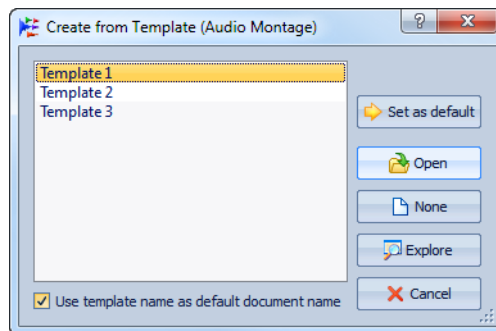 Create from Template (Audio Montage)
Template 1
Template 2
Template 3
Set as default
Open
None
Explore
Cancel
Use template name as default document name